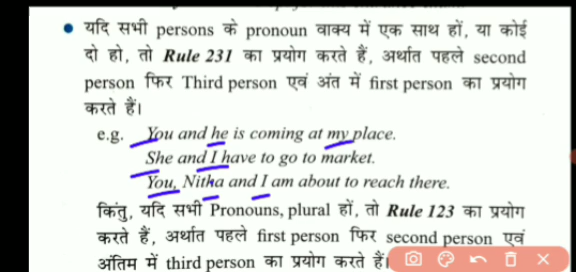 यदि सभी persons के pronoun वाक्य में एक साथ हों, या कोई
दो हो, तो Rule 231 का प्रयोग करते हैं, अर्थात पहले second
person फिर Third person एवं अंत में first person का प्रयोग
करते हैं।
e.g. You and he is coming at my place.
She and I have to go to market.
You, Nitha and I am about to reach there.
किंतु, यदि सभी Pronouns, plural हों, तो Rule 123 का प्रयोग
करते हैं, अर्थात पहले first person फिर second person एवं
अंतिम में third person का प्रयोग करते हैं।